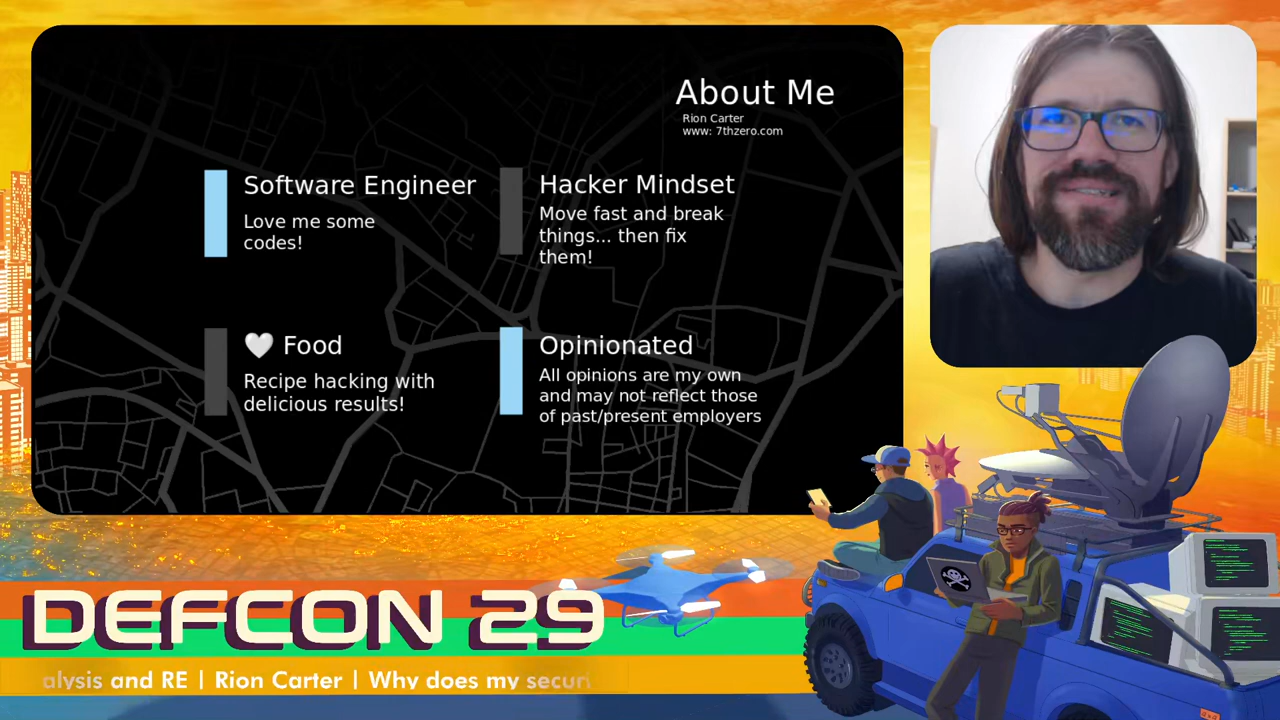 About Me
Rion Carter
www: 7thzero.com
Software Engineer
Love me some
codes!
Hacker Mindset
Move fast and break
things... then fix
them!
🤍 Food
Recipe hacking with
delicious results!
Opinionated
All opinions are my own
and may not reflect those
of past/present employers
DEFCON 29
alysis and RE | Rion Carter | Why does my securi